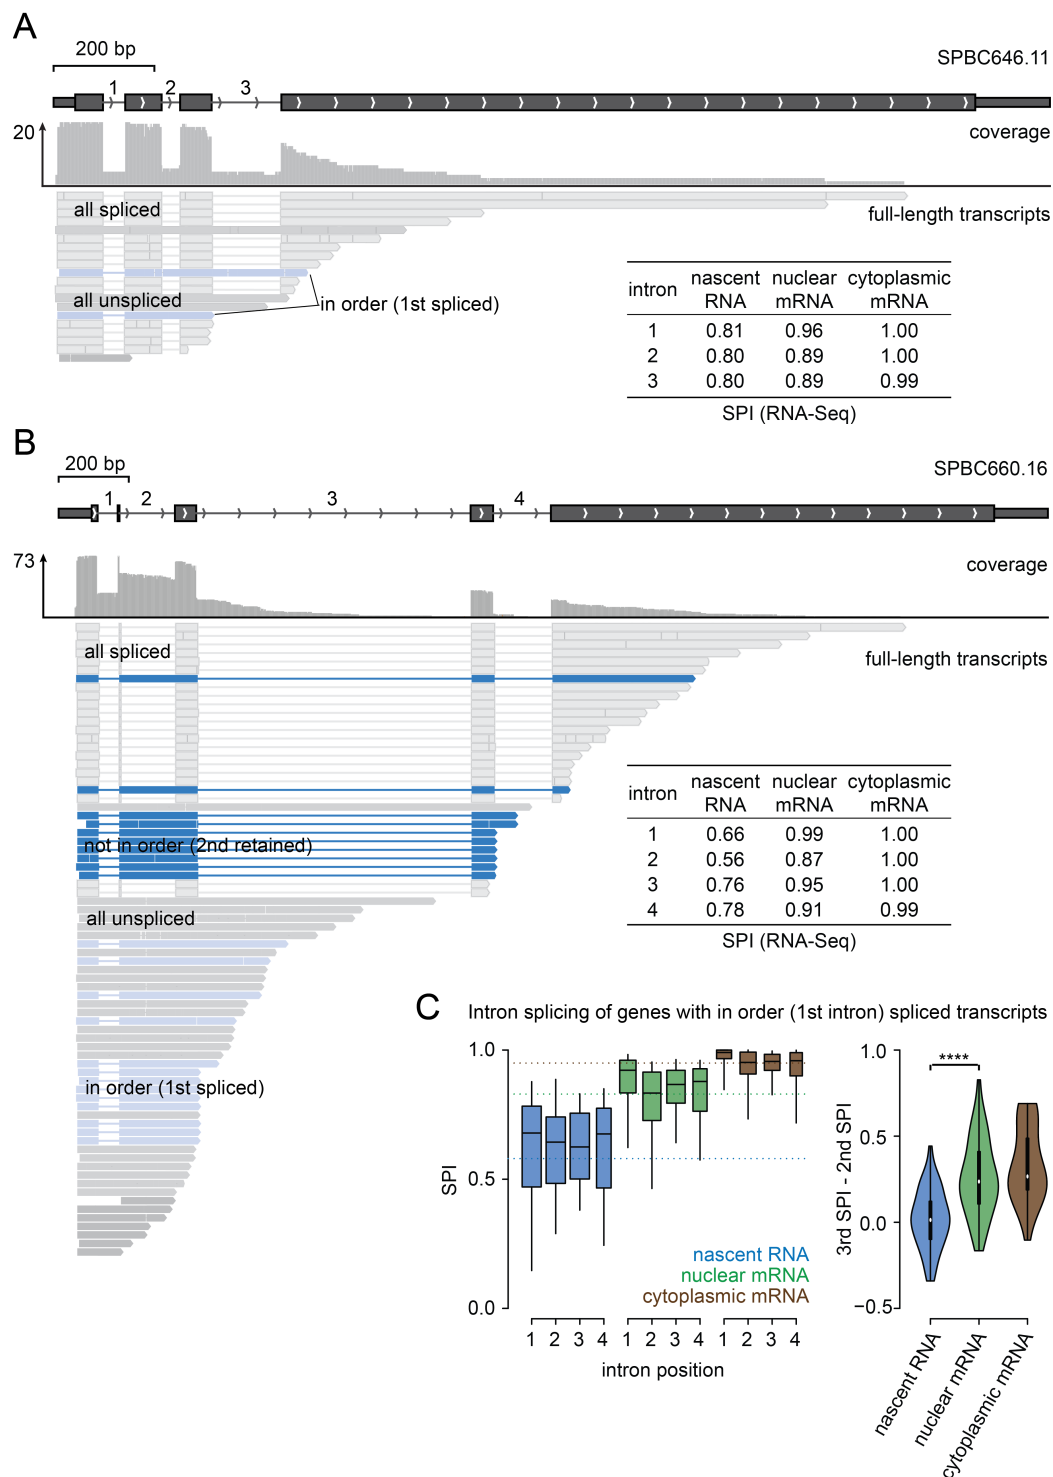 A
200 bp
SPBC646.11
1 2 3
20
coverage
all spliced
full-length transcripts
all unspliced
in order (1st spliced)
intron nascent RNA nuclear mRNA cytoplasmic mRNA
1 0.81 0.96 1.00
2 0.80 0.89 1.00
3 0.80 0.89 0.99
SPI (RNA-Seq)
B
200 bp
SPBC660.16
1 2 3 4
73
coverage
all spliced
full-length transcripts
not in order (2nd retained)
intron nascent RNA nuclear mRNA cytoplasmic mRNA
1 0.66 0.99 1.00
2 0.56 0.87 1.00
3 0.76 0.95 1.00
4 0.78 0.91 0.99
SPI (RNA-Seq)
all unspliced
in order (1st spliced)
C
Intron splicing of genes with in order (1st intron) spliced transcripts
1.0
0.5
0.0
SPI
nascent RNA
nuclear mRNA
cytoplasmic mRNA
1 2 3 4 1 2 3 4 1 2 3 4
intron position
****
1.0
0.5
0.0
−0.5
3rd SPI - 2nd SPI
nascent RNA
nuclear mRNA
cytoplasmic mRNA